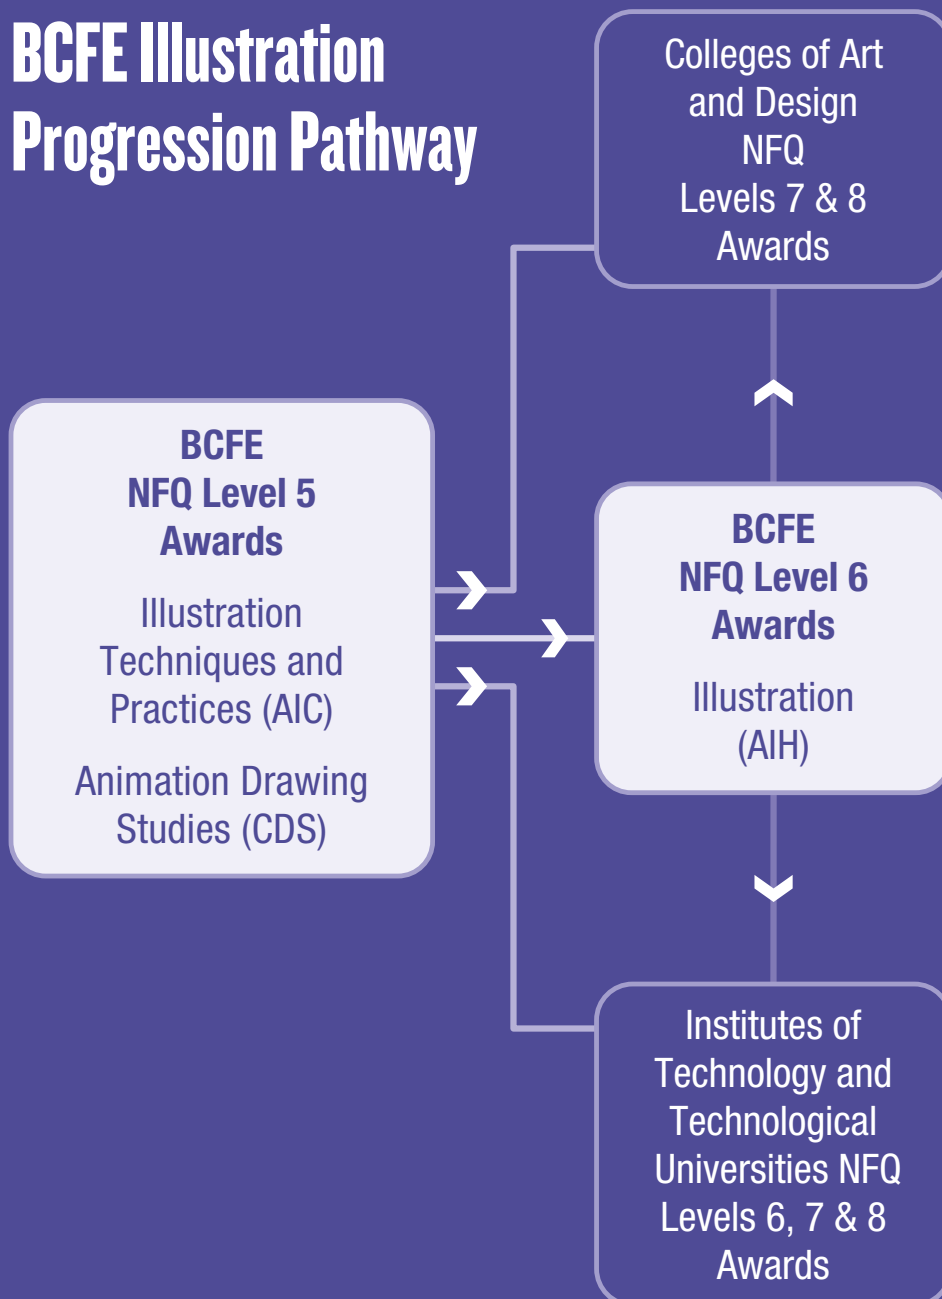 BCFE Illustration
Progression Pathway
Colleges of Art
and Design
NFQ
Levels 7 & 8
Awards
BCFE
NFQ Level 5
Awards
Illustration
Techniques and
Practices (AIC)
Animation Drawing
Studies (CDS)
BCFE
NFQ Level 6
Awards
Illustration
(AIH)
Institutes of
Technology and
Technological
Universities NFQ
Levels 6, 7 & 8
Awards